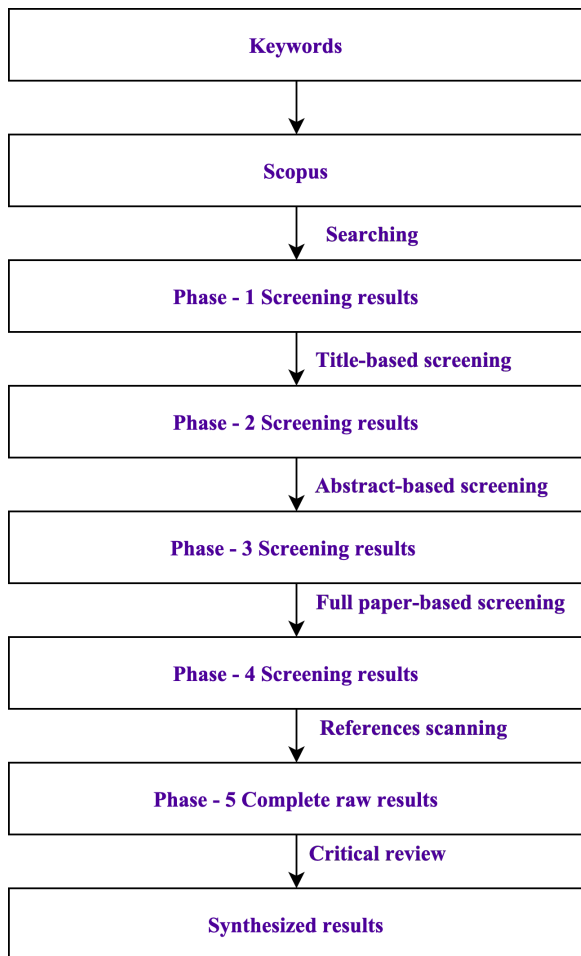 Keywords
Scopus
Searching
Phase - 1 Screening results
Title-based screening
Phase - 2 Screening results
Abstract-based screening
Phase - 3 Screening results
Full paper-based screening
Phase - 4 Screening results
References scanning
Phase - 5 Complete raw results
Critical review
Synthesized results